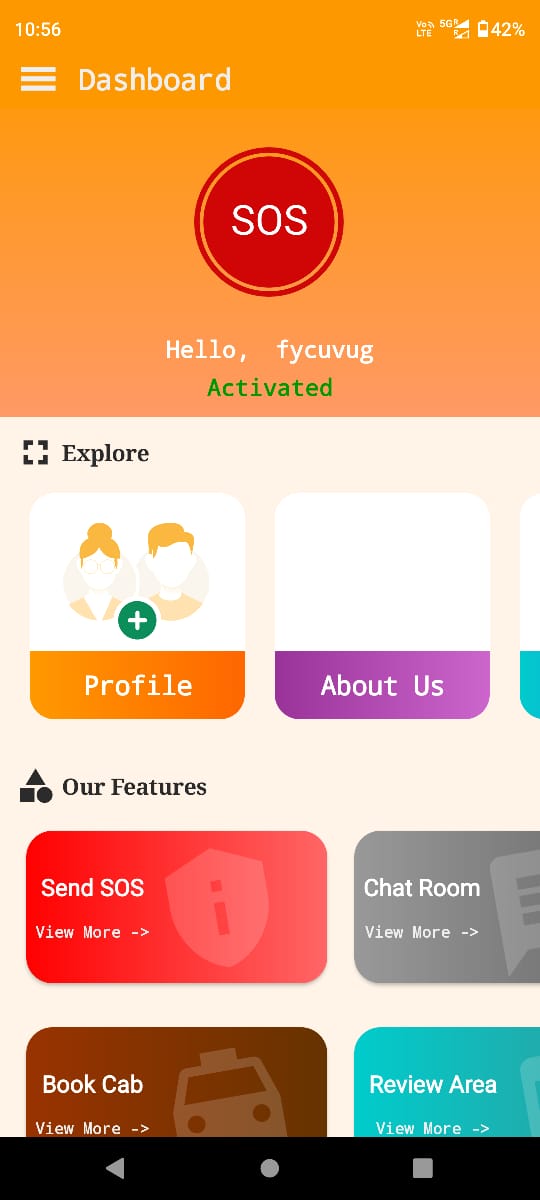 10:56
Vo LTE 5G R R 42%
Dashboard
SOS
Hello, fycuvug
Activated
Explore
Profile
About Us
Our Features
Send SOS
Chat Room
View More ->
View More ->
Book Cab
Review Area
View More ->
View More ->